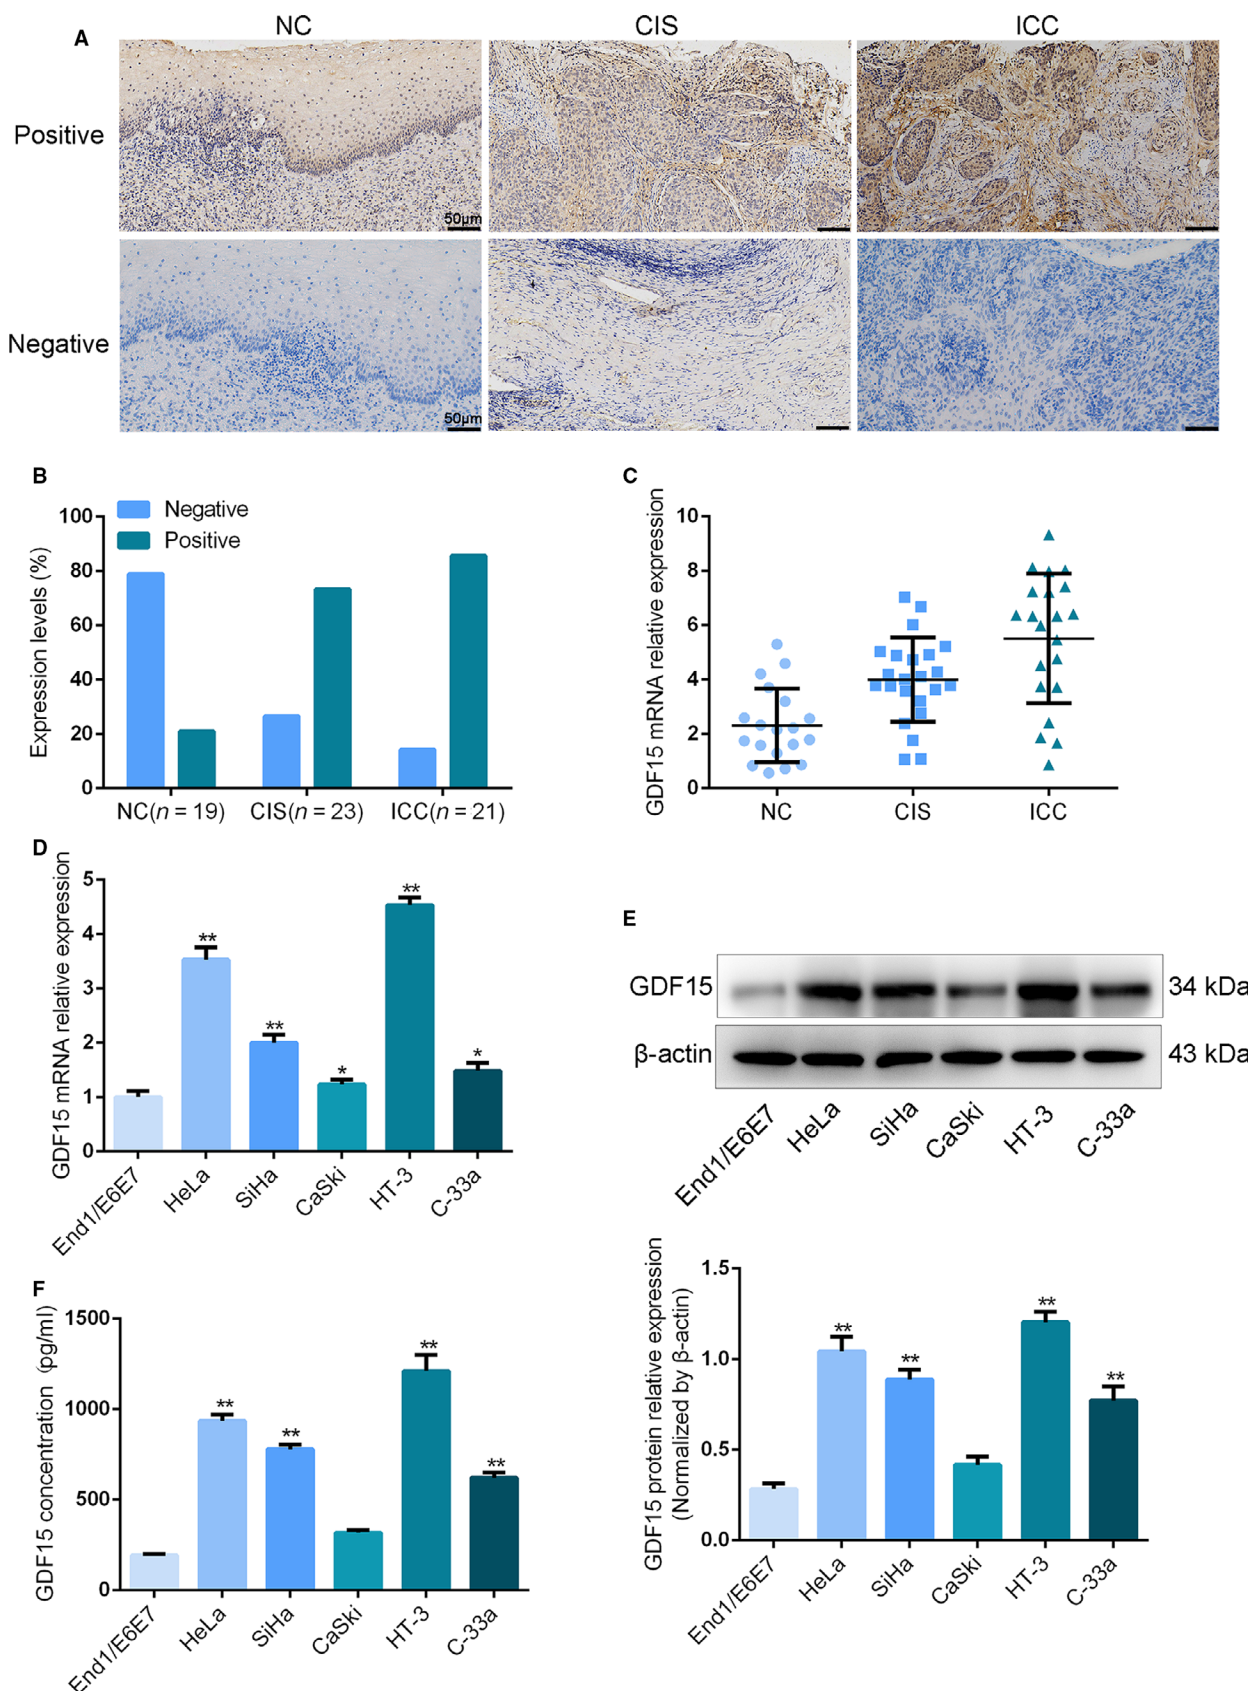 A
NC
CIS
ICC
Positive
50μm
Negative
50μm
B
Negative
Positive
Expression levels (%)
100
80
60
40
20
0
NC(n = 19)
CIS(n = 23)
ICC(n = 21)
C
GDF15 mRNA relative expression
10
8
6
4
2
0
NC
CIS
ICC
D
GDF15 mRNA relative expression
5
4
3
2
1
0
**
**
*
**
*
End1/E6E7
HeLa
SiHa
CaSki
HT-3
C-33a
E
GDF15
34 kDa
β-actin
43 kDa
End1/E6E7
HeLa
SiHa
CaSki
HT-3
C-33a
GDF15 protein relative expression
(Normalized by β-actin)
1.5
1.0
0.5
0.0
**
**
**
**
End1/E6E7
HeLa
SiHa
CaSki
HT-3
C-33a
F
GDF15 concentration (pg/ml)
1500
1000
500
0
**
**
**
**
End1/E6E7
HeLa
SiHa
CaSki
HT-3
C-33a